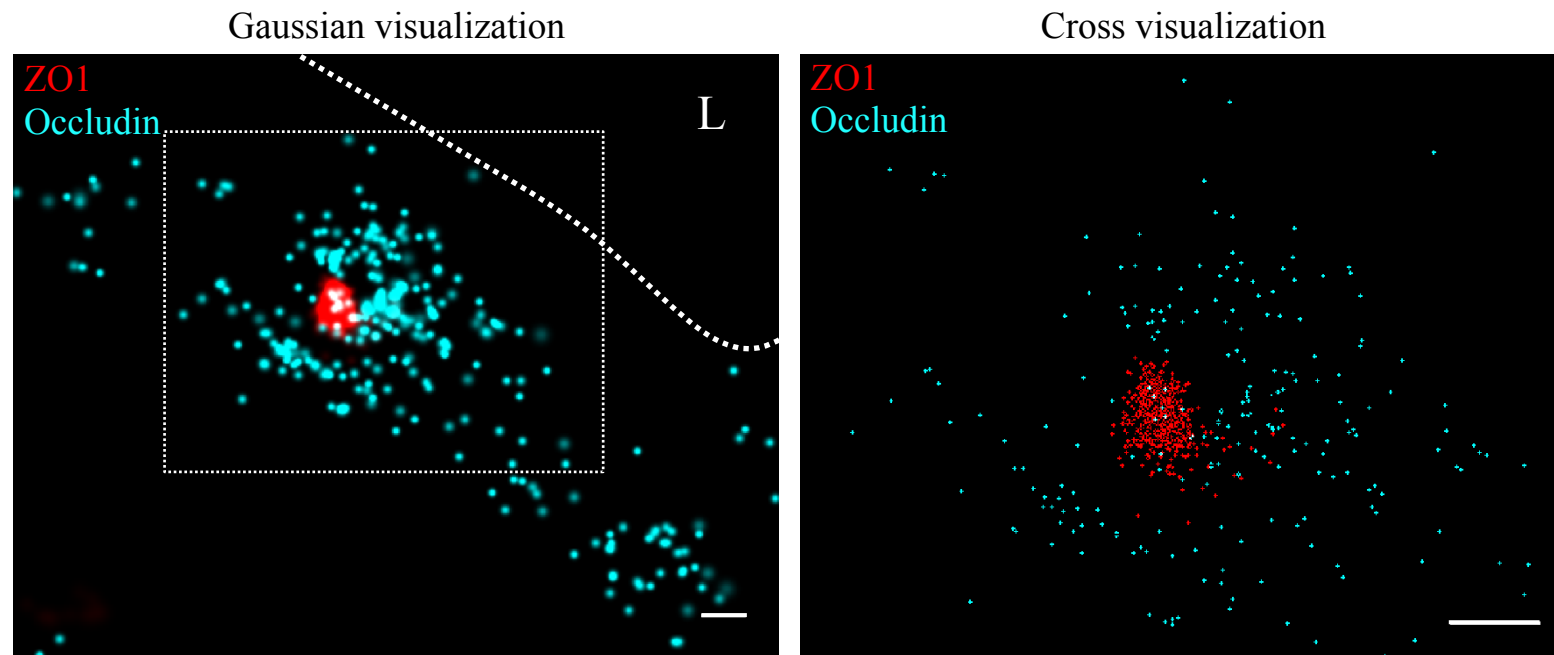 Gaussian visualization
ZO1
Occludin
L
Cross visualization
ZO1
Occludin